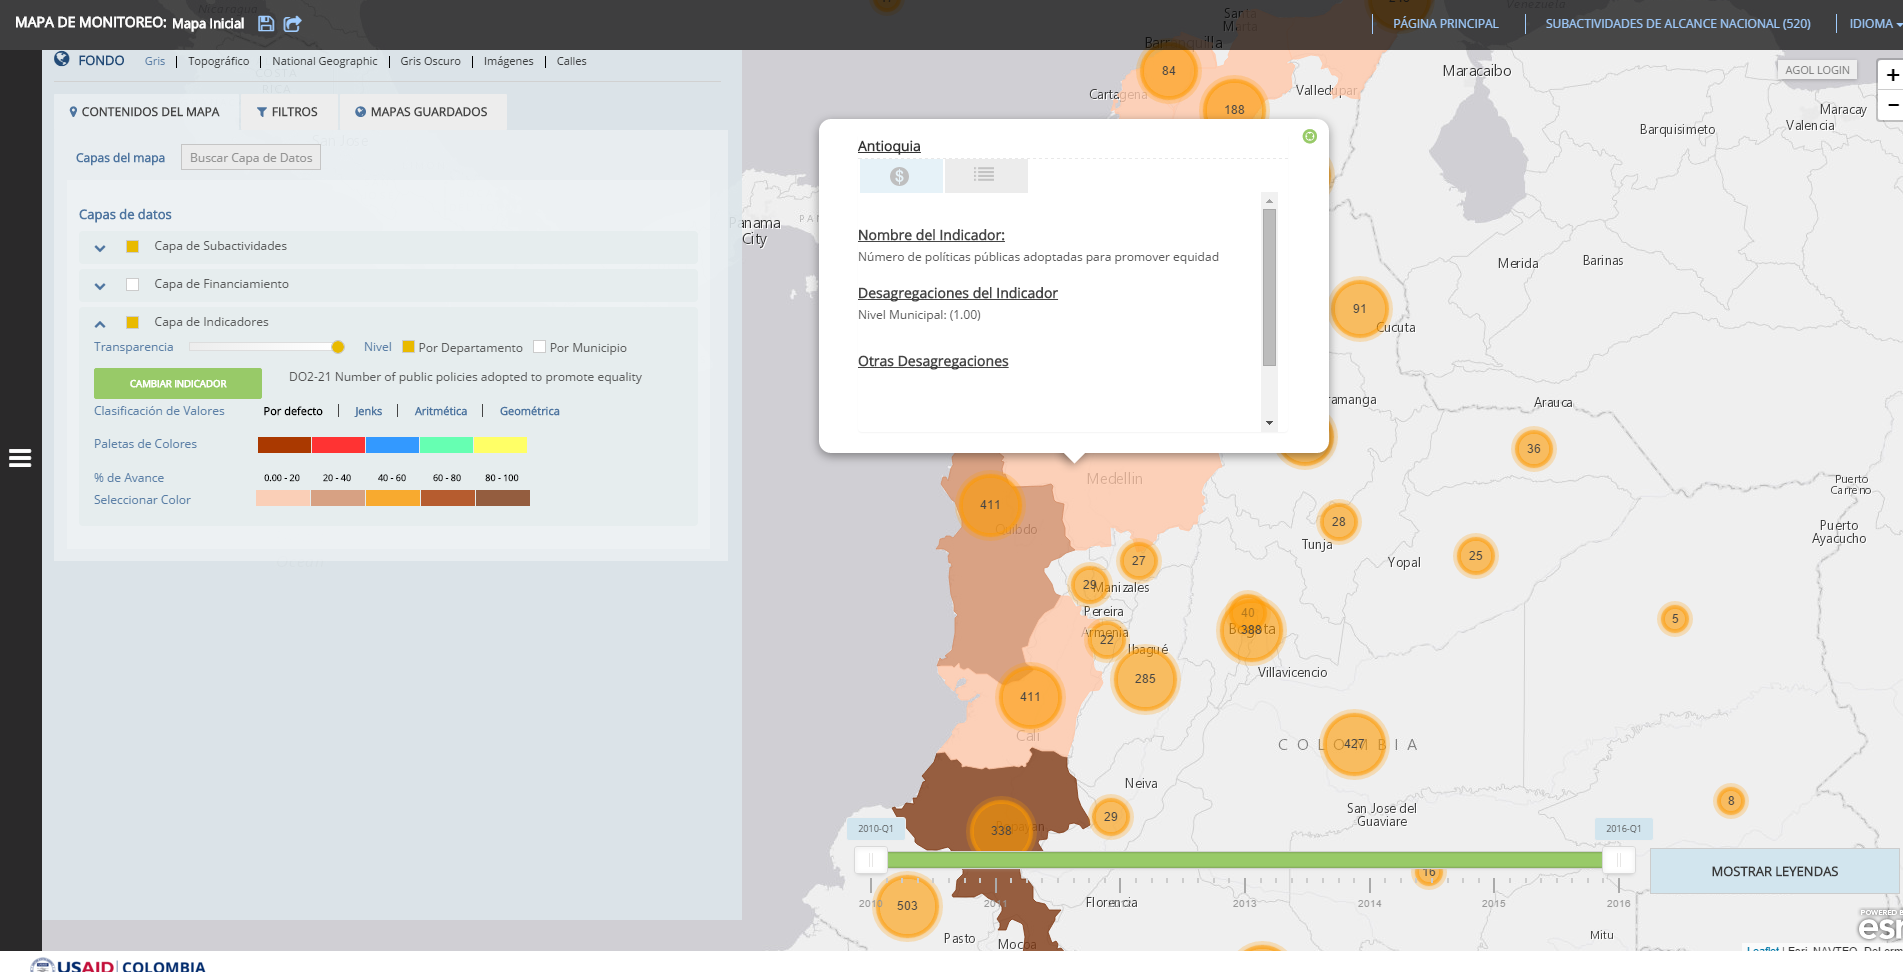 MAPA DE MONITOREO: Mapa Inicial
PÁGINA PRINCIPAL
SUBACTIVIDADES DE ALCANCE NACIONAL (520)
IDIOMA
FONDO
Gris
Topográfico
National Geographic
Gris Oscuro
Imágenes
Calles
AGOL LOGIN
+
−
CONTENIDOS DEL MAPA
FILTROS
MAPAS GUARDADOS
Capas del mapa
Buscar Capa de Datos
Capas de datos
Capa de Subactividades
Capa de Financiamiento
Capa de Indicadores
Transparencia
Nivel
Por Departamento
Por Municipio
CAMBIAR INDICADOR
DO2-21 Number of public policies adopted to promote equality
Clasificación de Valores
Por defecto
Jenks
Aritmética
Geométrica
Paletas de Colores
% de Avance
0.00 - 20
20 - 40
40 - 60
60 - 80
80 - 100
Seleccionar Color
Antioquia
$
Nombre del Indicador:
Número de políticas públicas adoptadas para promover equidad
Desagregaciones del Indicador
Nivel Municipal: (1.00)
Otras Desagregaciones
Santa
Marta
Barranquilla
84
Cartagena
188
Valledupar
Maracaibo
Maracay
Valencia
Barquisimeto
Panama
City
Merida
Barinas
91
Cucuta
ramanga
Arauca
36
Medellin
411
Quibdo
28
Tunja
Yopal
25
Puerto
Carreno
Puerto
Ayacucho
27
29
Manizales
Pereira
Armenia
22
Ibagué
40
388
Bogota
5
Villavicencio
285
411
Cali
COLOMBIA
427
Neiva
San Jose del
Guaviare
8
29
338
Popayan
2010-Q1
2016-Q1
16
MOSTRAR LEYENDAS
2010
2011
2013
2014
2015
2016
503
Florencia
Pasto
Mocoa
Mitu
POWERED B
esri
Leaflet | Esri, NAVTEQ, DeLorm
USAID | COLOMBIA